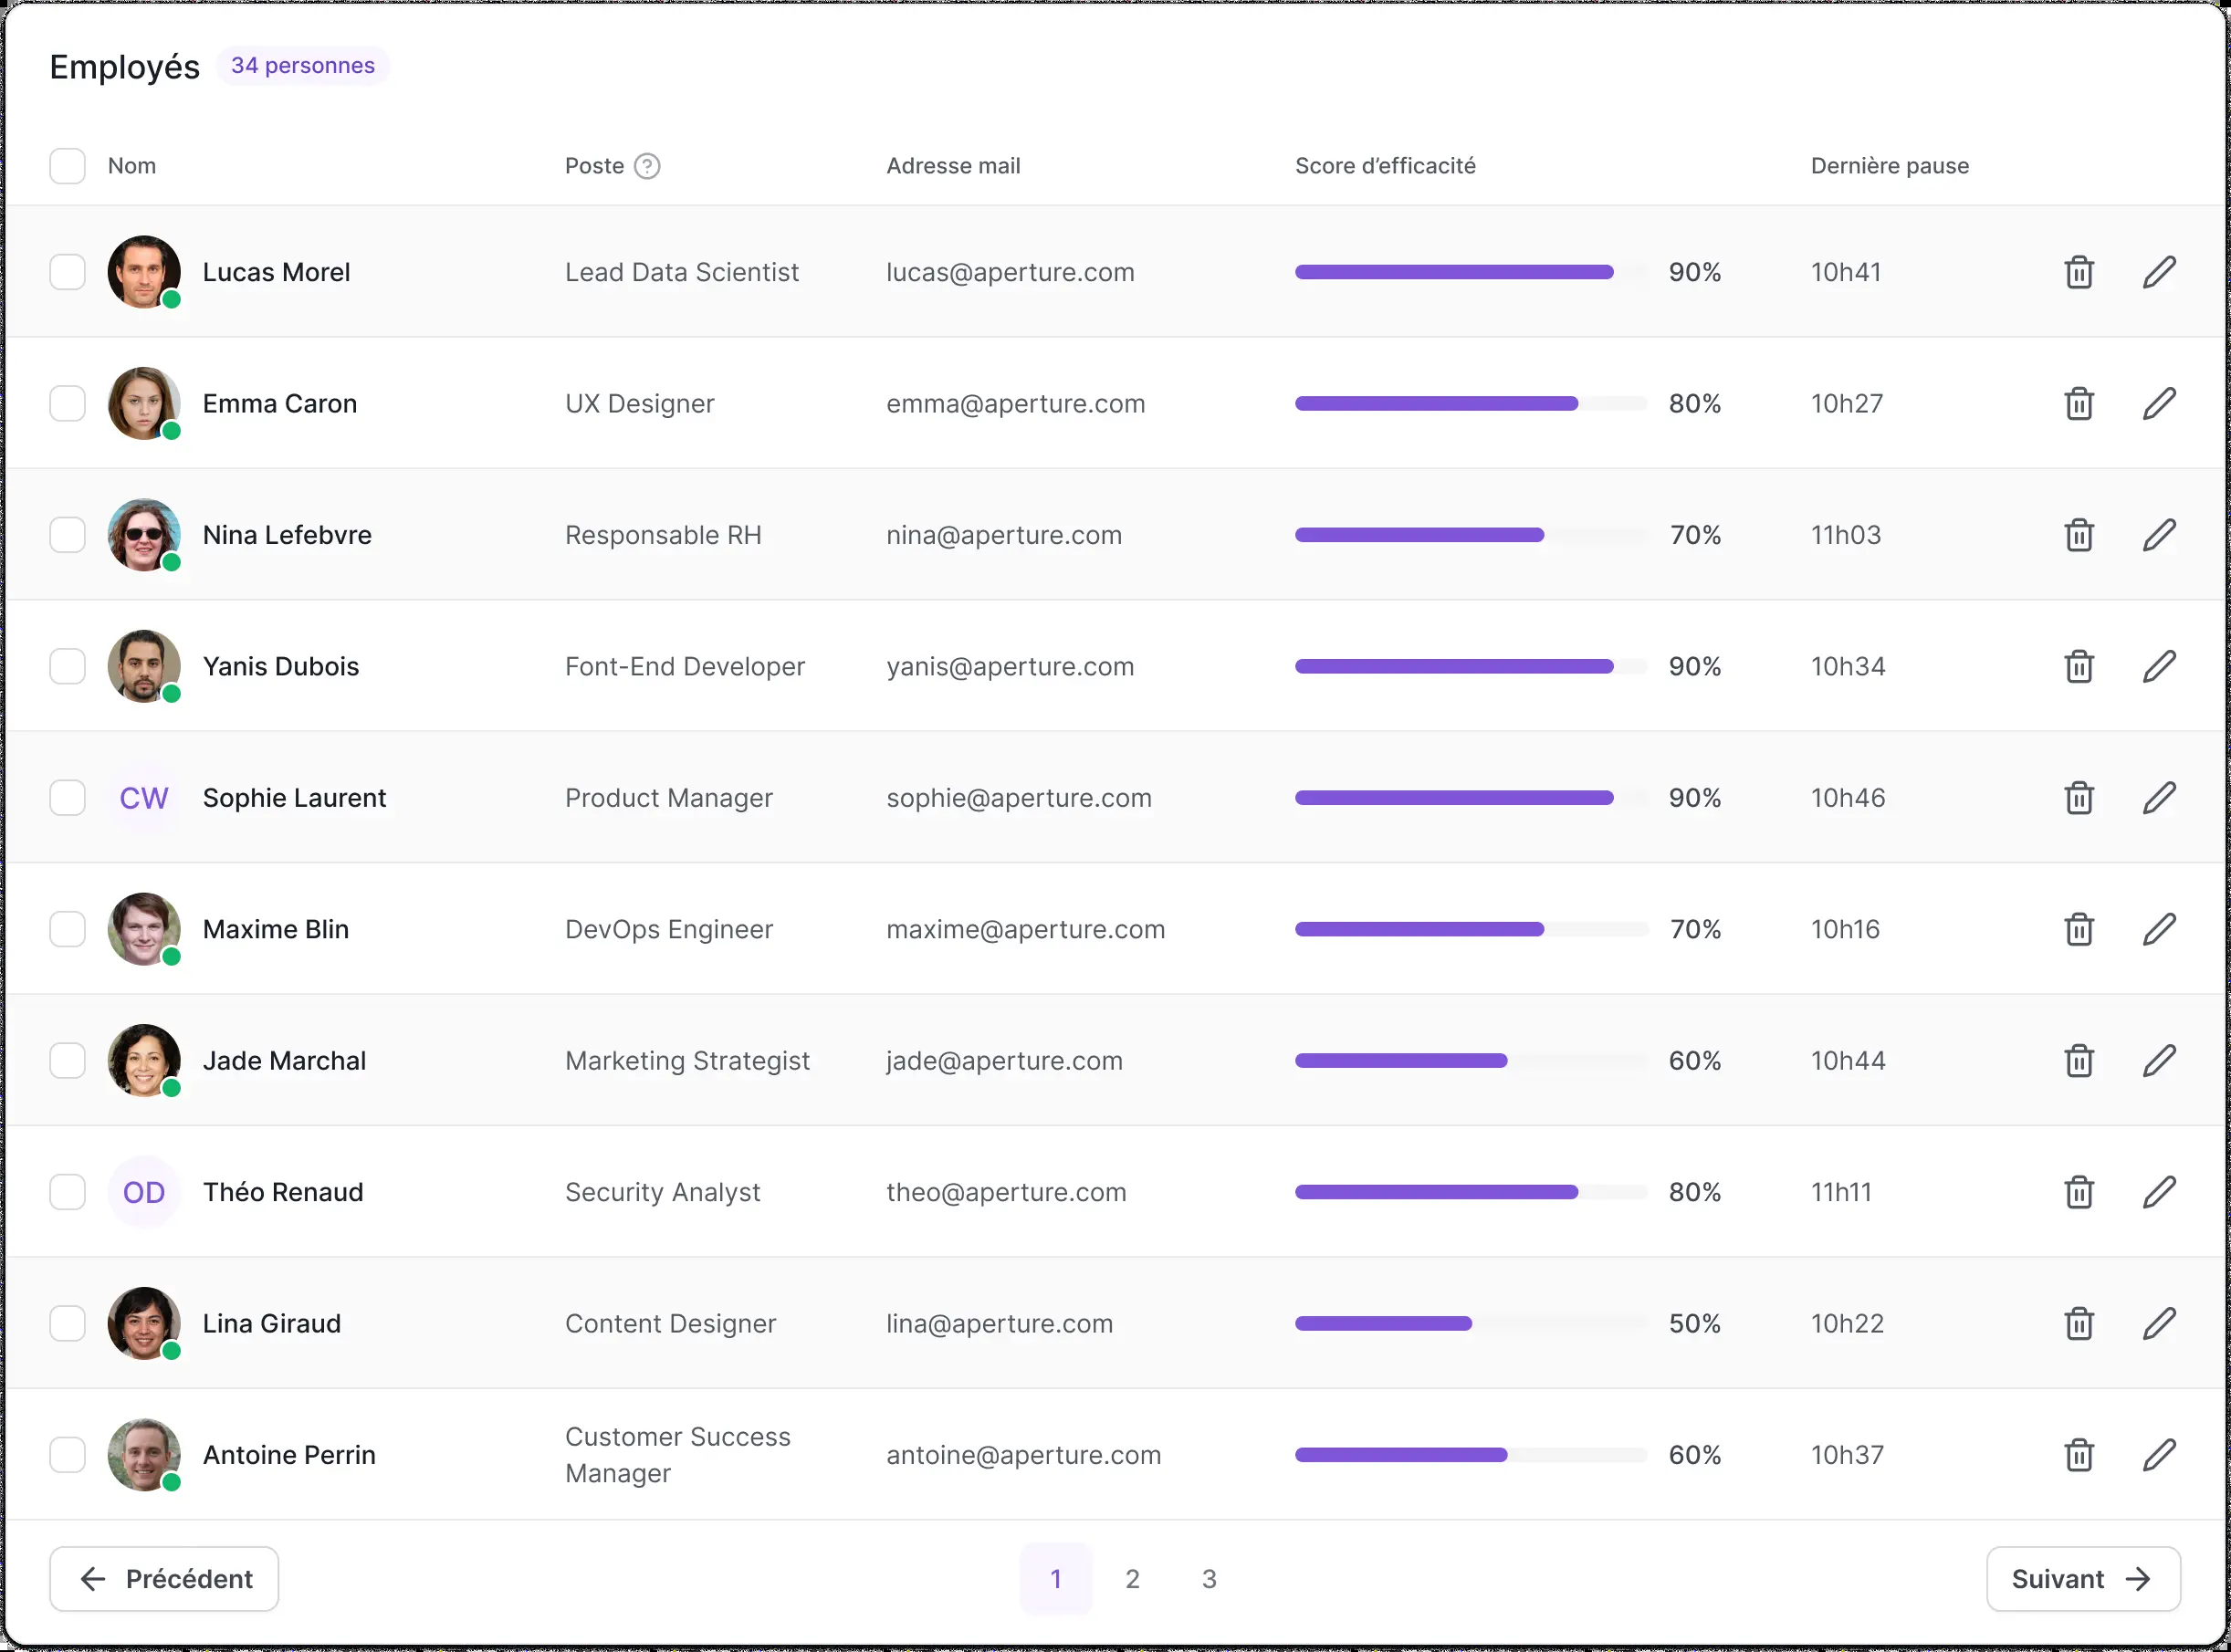 Employés 34 personnes
Nom Poste ? Adresse mail Score d’efficacité Dernière pause
Lucas Morel Lead Data Scientist lucas@aperture.com 90% 10h41
Emma Caron UX Designer emma@aperture.com 80% 10h27
Nina Lefebvre Responsable RH nina@aperture.com 70% 11h03
Yanis Dubois Font-End Developer yanis@aperture.com 90% 10h34
CW Sophie Laurent Product Manager sophie@aperture.com 90% 10h46
Maxime Blin DevOps Engineer maxime@aperture.com 70% 10h16
Jade Marchal Marketing Strategist jade@aperture.com 60% 10h44
OD Théo Renaud Security Analyst theo@aperture.com 80% 11h11
Lina Giraud Content Designer lina@aperture.com 50% 10h22
Antoine Perrin Customer Success
Manager antoine@aperture.com 60% 10h37
Précédent 1 2 3 Suivant